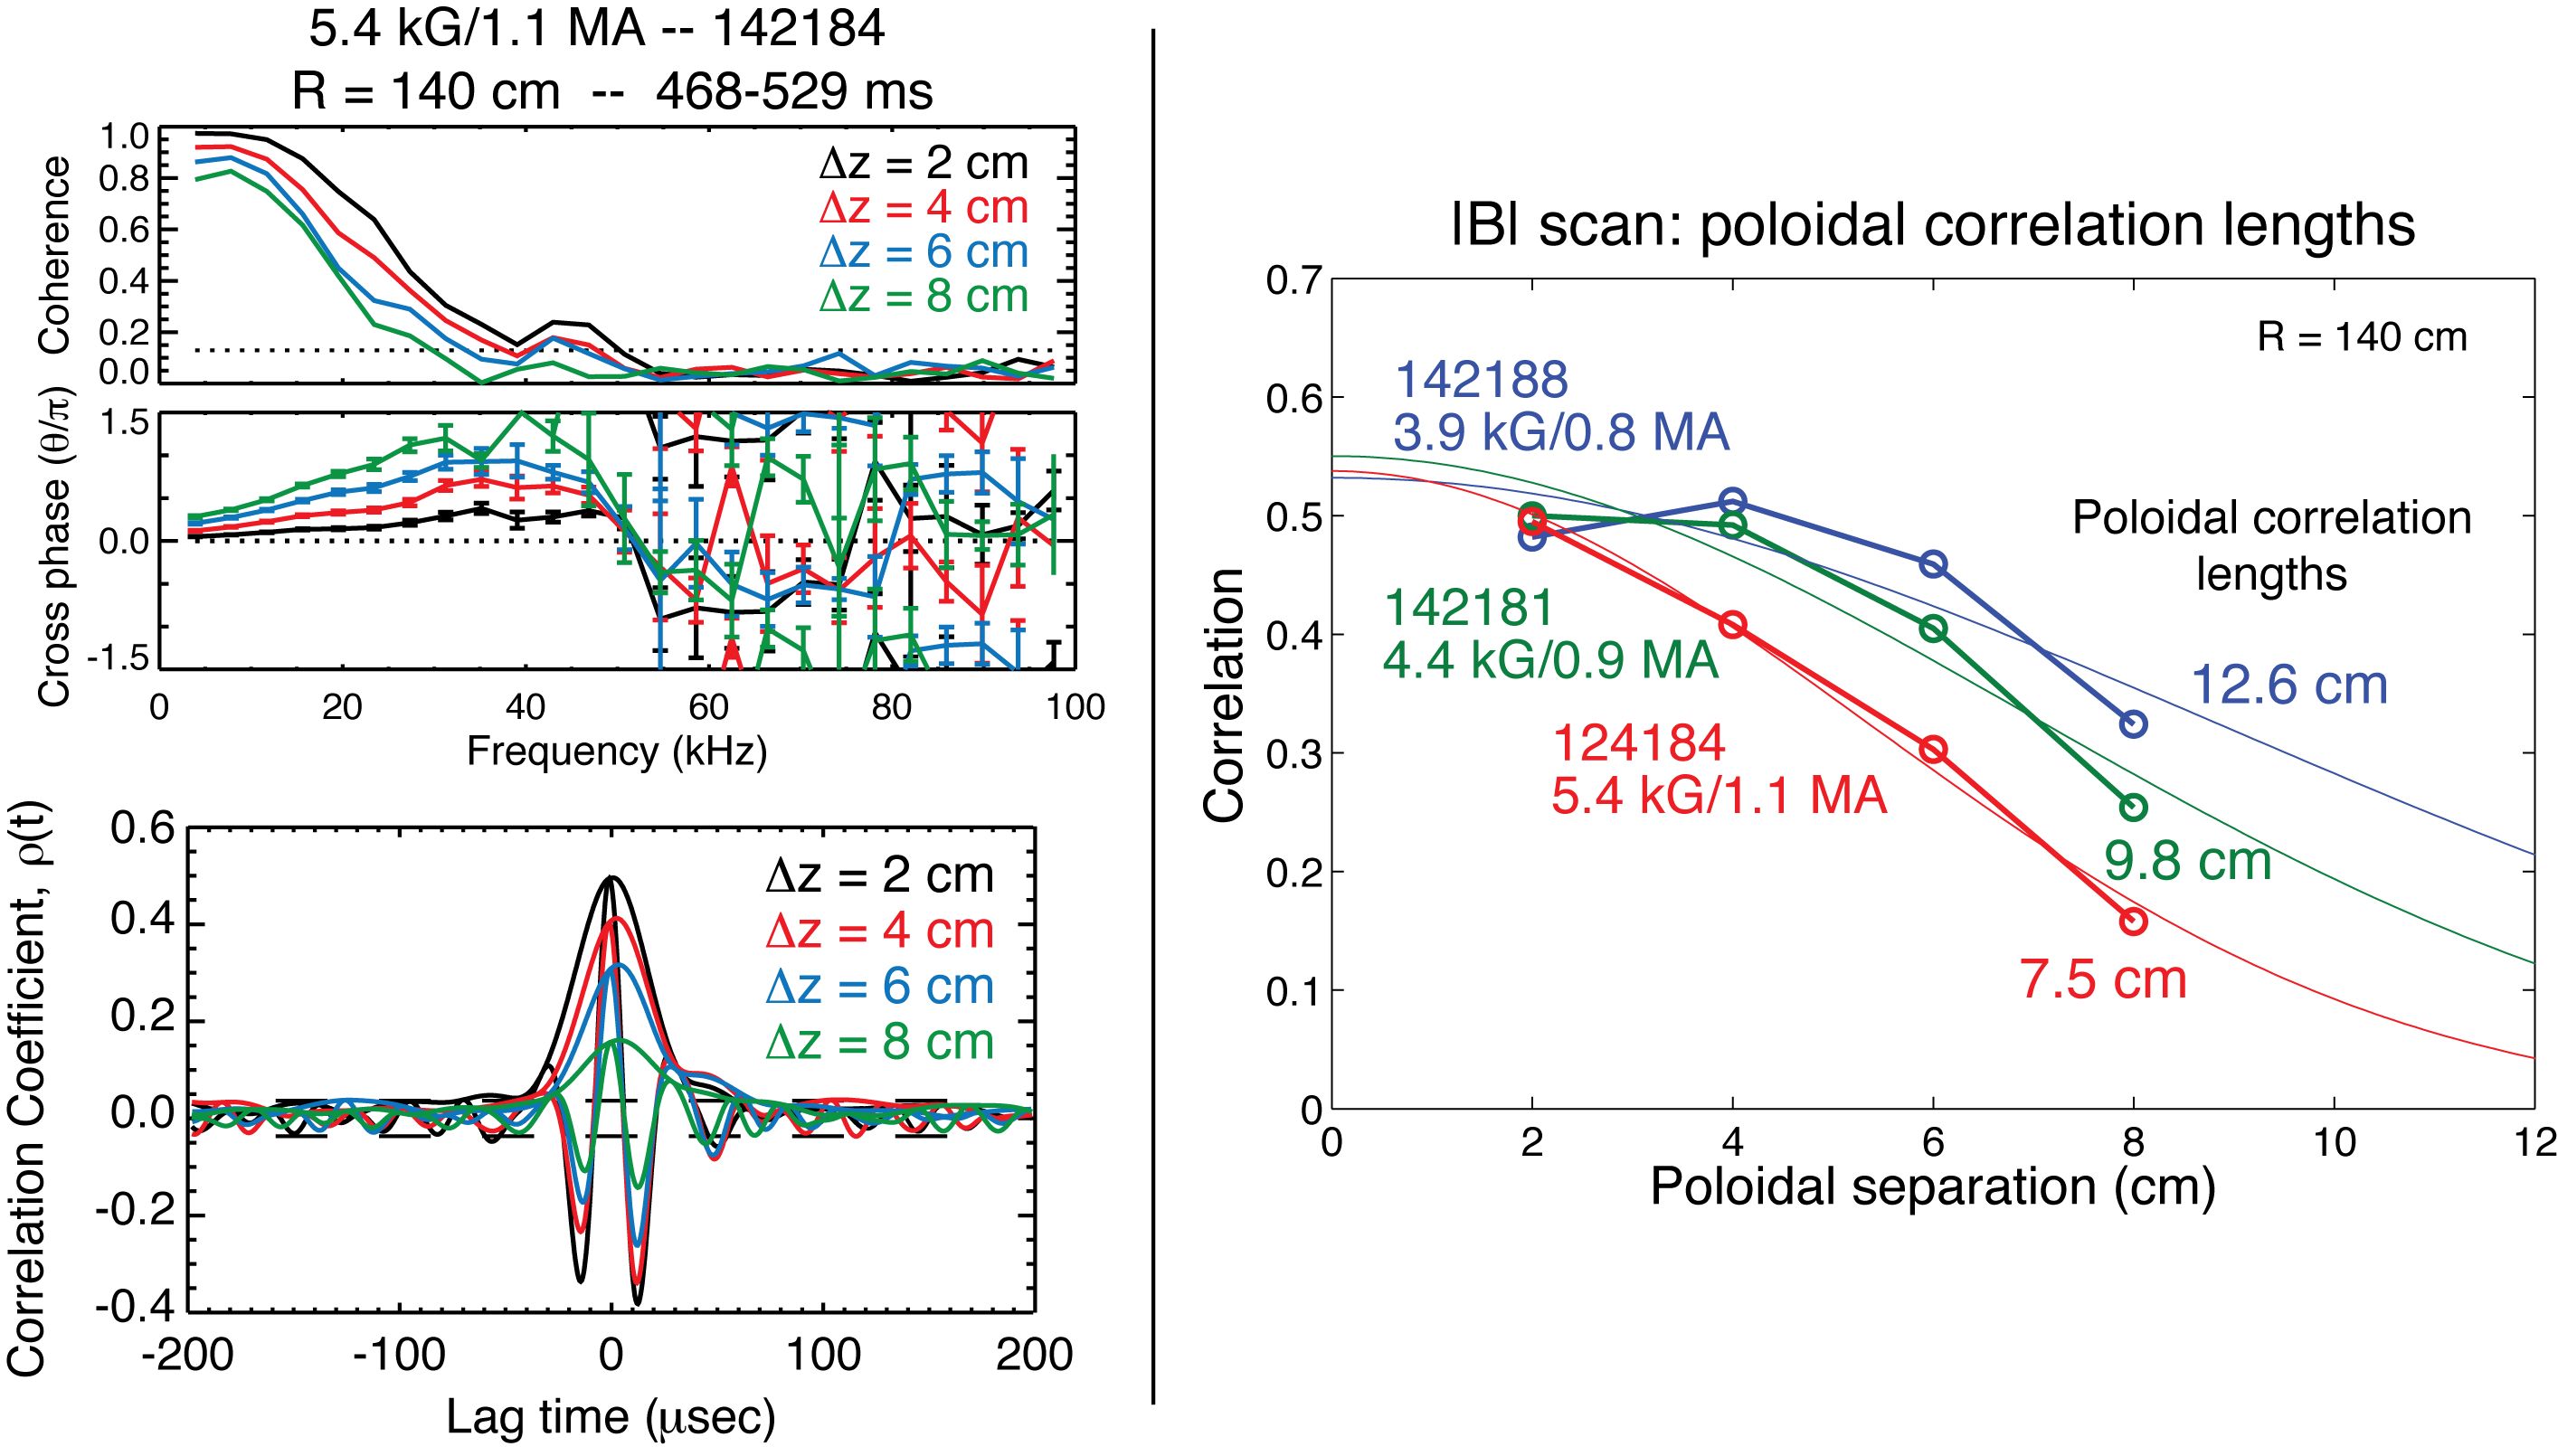 5.4 kG/1.1 MA -- 142184
R = 140 cm -- 468-529 ms
Coherence
1.0
0.8
0.6
0.4
0.2
0.0
Δz = 2 cm
Δz = 4 cm
Δz = 6 cm
Δz = 8 cm
Cross phase (θ/π)
1.5
0.0
-1.5
0 20 40 60 80 100
Frequency (kHz)
Correlation Coefficient, ρ(t)
0.6
0.4
0.2
0.0
-0.2
-0.4
Δz = 2 cm
Δz = 4 cm
Δz = 6 cm
Δz = 8 cm
-200 -100 0 100 200
Lag time (μsec)
|B| scan: poloidal correlation lengths
Correlation
0.7
0.6
0.5
0.4
0.3
0.2
0.1
0
R = 140 cm
142188
3.9 kG/0.8 MA
Poloidal correlation
lengths
142181
4.4 kG/0.9 MA
12.6 cm
124184
5.4 kG/1.1 MA
9.8 cm
7.5 cm
0 2 4 6 8 10 12
Poloidal separation (cm)